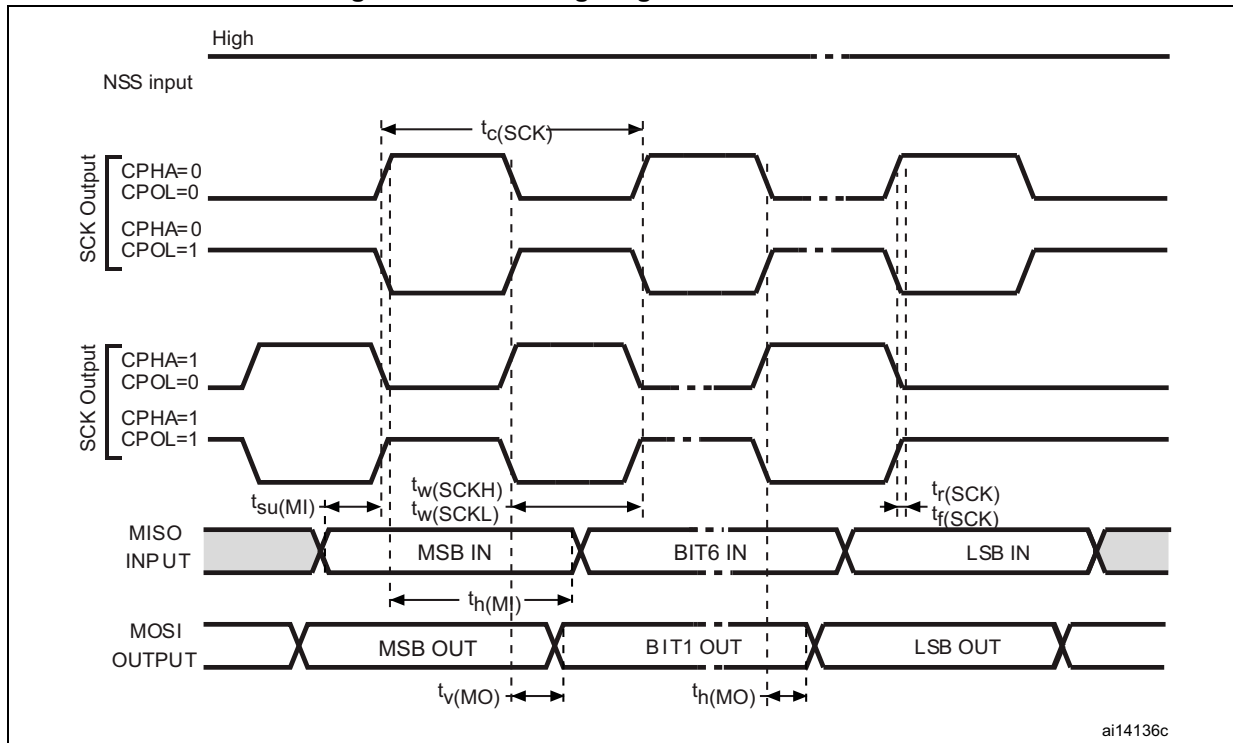 High
NSS input
tc(SCK)
SCK Output
CPHA=0
CPOL=0
CPHA=0
CPOL=1
SCK Output
CPHA=1
CPOL=0
CPHA=1
CPOL=1
tsu(MI)
tw(SCKH)
tw(SCKL)
tr(SCK)
tf(SCK)
MISO
INPUT
MSB IN
BIT6 IN
LSB IN
th(MI)
MOSI
OUTPUT
MSB OUT
BIT1 OUT
LSB OUT
tv(MO)
th(MO)
ai14136c